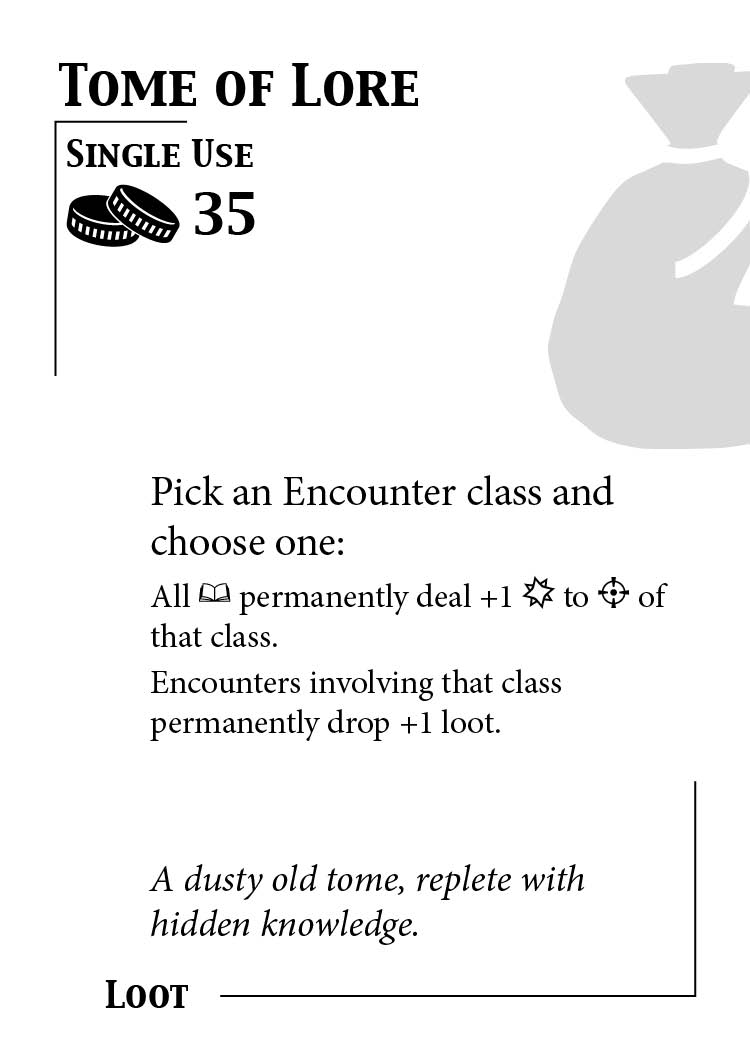 Tome of Lore
Single Use
35
Pick an Encounter class and
choose one:
All permanently deal +1 to of
that class.
Encounters involving that class
permanently drop +1 loot.
A dusty old tome, replete with
hidden knowledge.
Loot